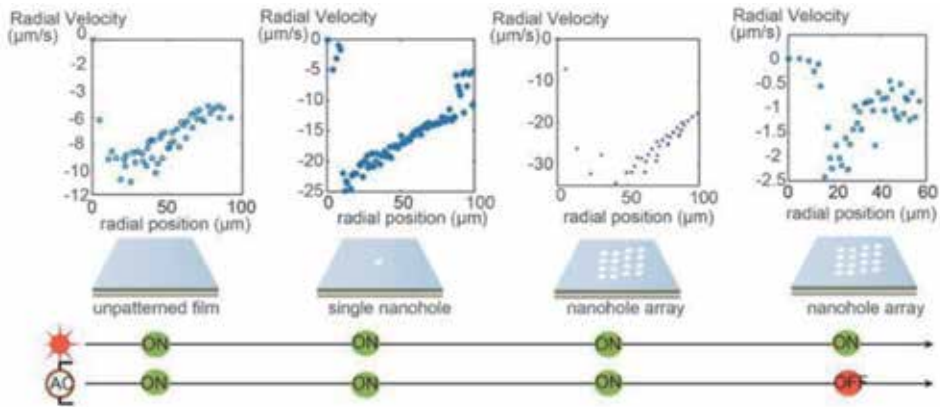 Radial Velocity
(µm/s)
0
-2
-4
-6
-8
-10
-12
0
50
100
radial position (µm)
unpatterned film
Radial Velocity
(µm/s)
0
-5
-10
-15
-20
-25
0
50
100
radial position (µm)
single nanohole
Radial Velocity
(µm/s)
-10
-20
-30
0
50
100
radial position (µm)
nanohole array
Radial Velocity
(µm/s)
0
-0.5
-1
-1.5
-2
-2.5
0
20
40
60
radial position (µm)
nanohole array
ON
ON
ON
ON
AC
ON
ON
ON
OFF